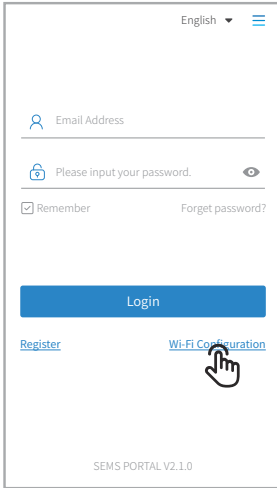 English
Email Address
Please input your password.
Remember
Forget password?
Login
Register
Wi-Fi Configuration
SEMS PORTAL V2.1.0